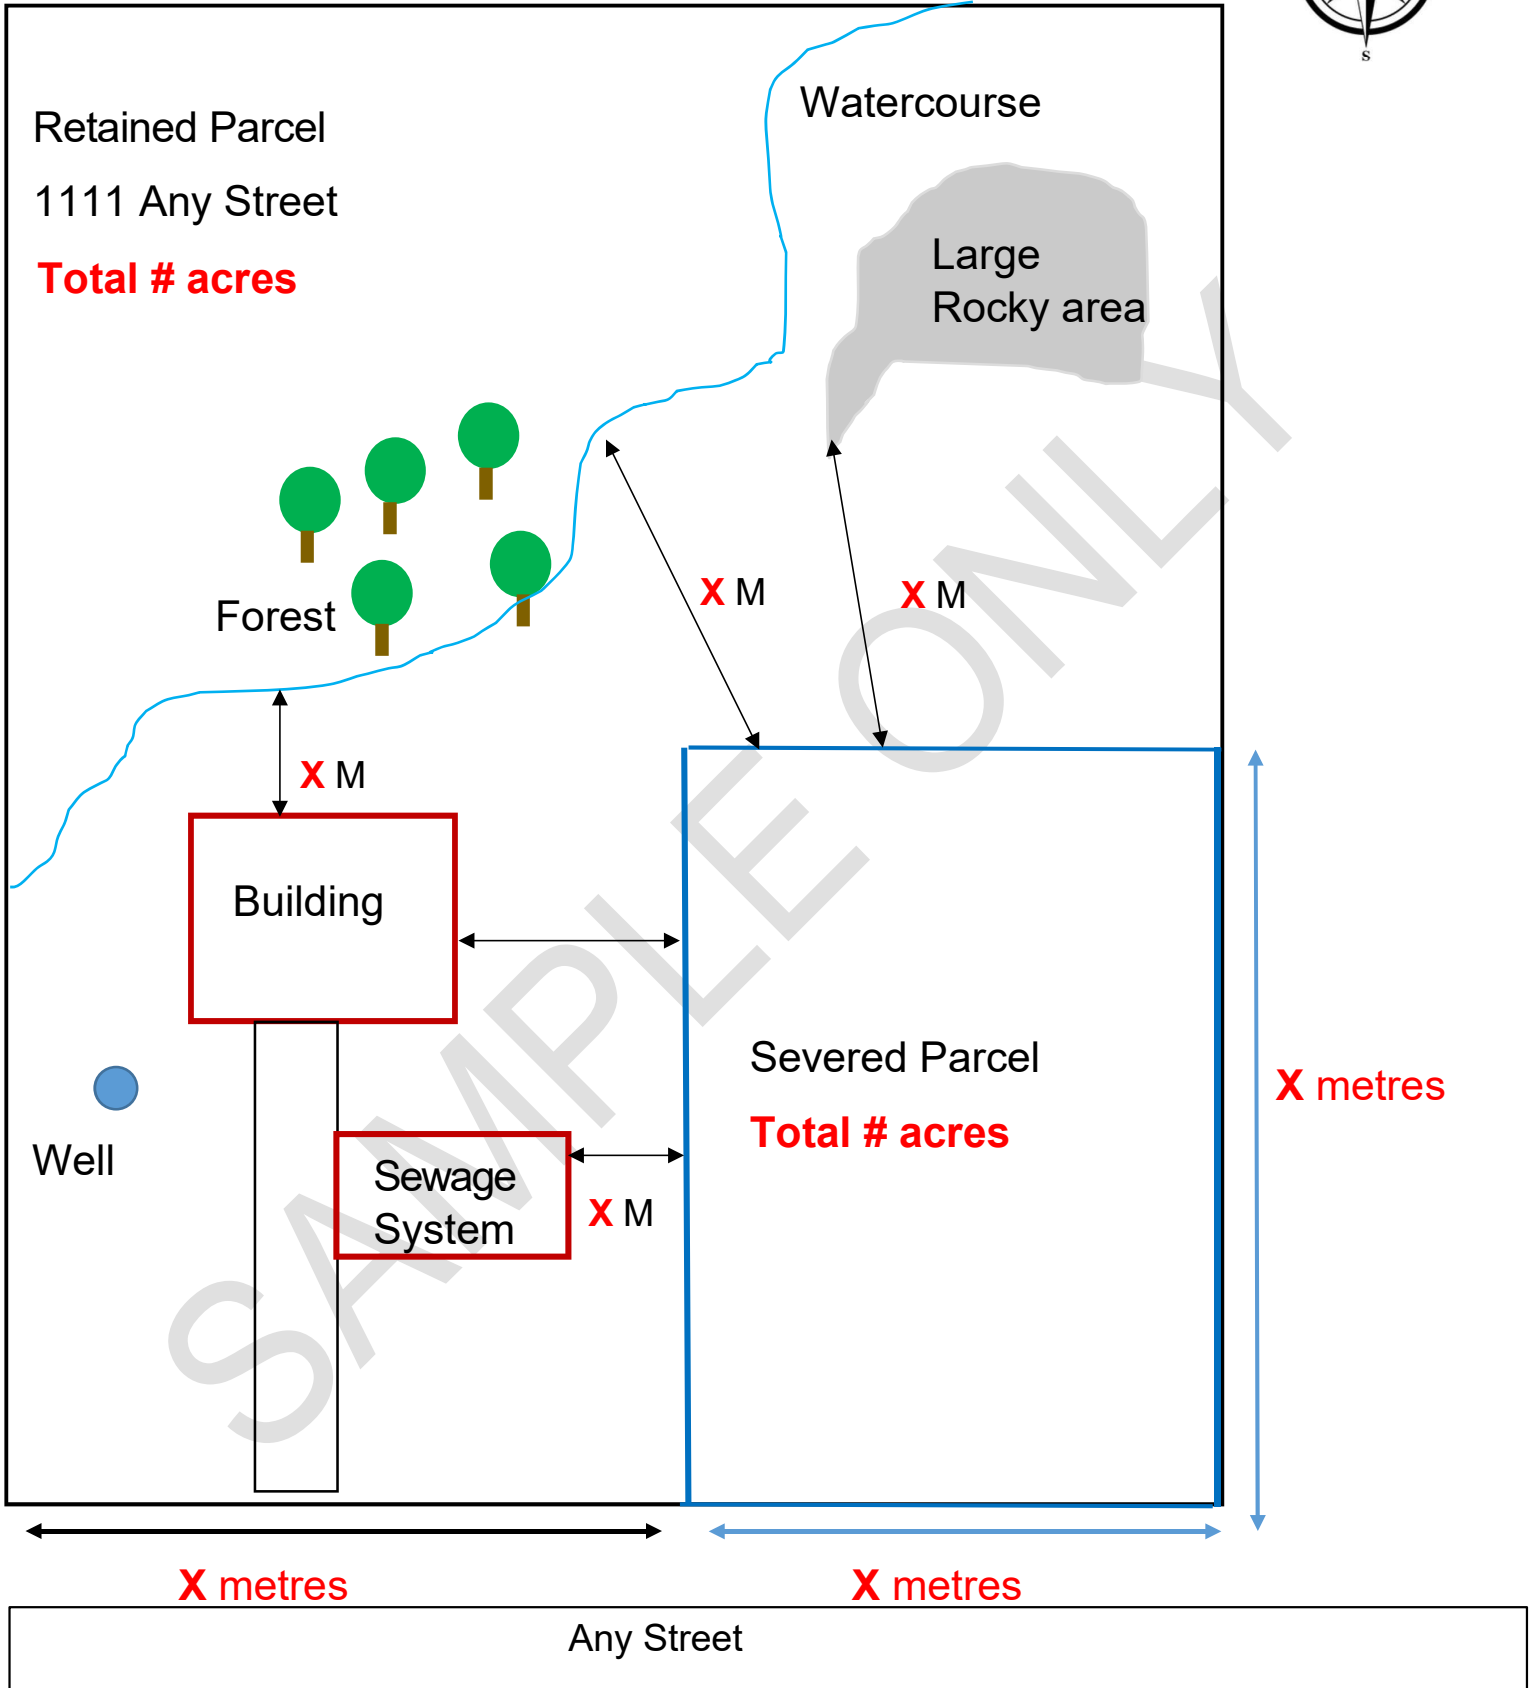 S
Watercourse
Retained Parcel
1111 Any Street
Total # acres
Large
Rocky area
X M
X M
Forest
X M
Building
Severed Parcel
Total # acres
X metres
Well
Sewage
System
X M
X metres
X metres
Any Street
SAMPLE ONLY